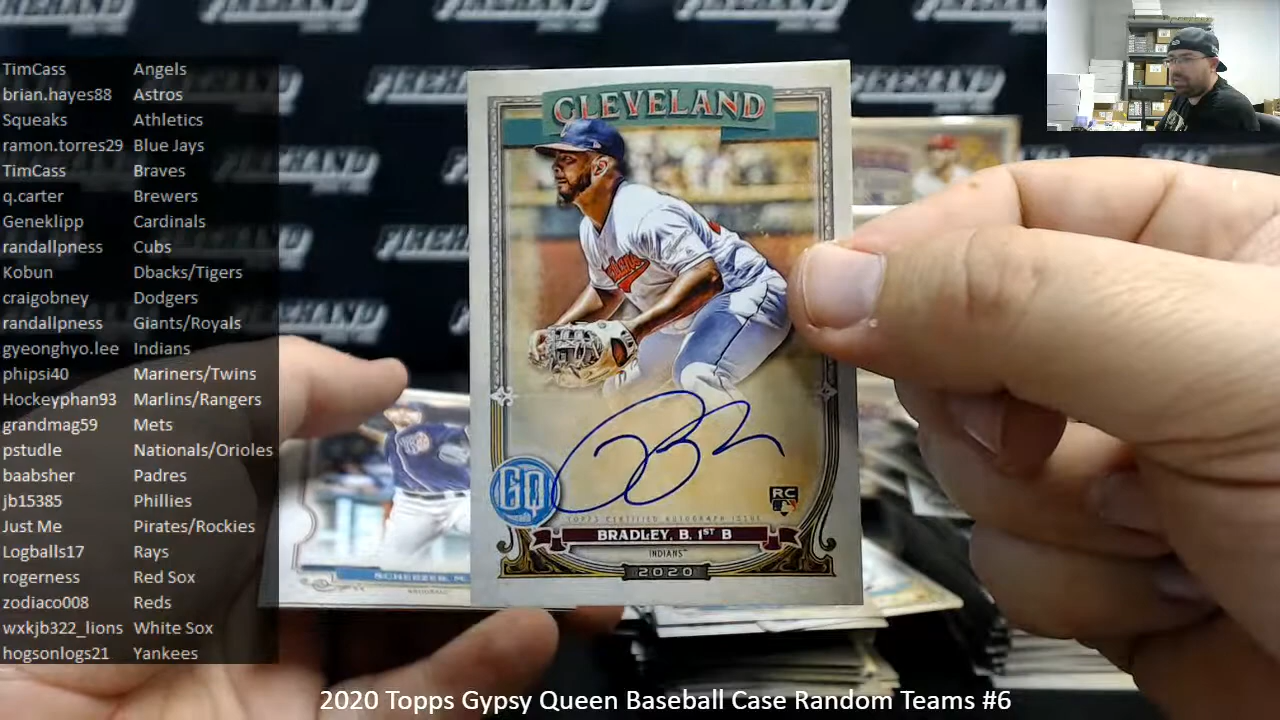 TimCass Angels
brian.hayes88 Astros
Squeaks Athletics
ramon.torres29 Blue Jays
TimCass Braves
q.carter Brewers
Geneklipp Cardinals
randallpness Cubs
Kobun Dbacks/Tigers
craigobney Dodgers
randallpness Giants/Royals
gyeonghyo.lee Indians
phipsi40 Mariners/Twins
Hockeyphan93 Marlins/Rangers
grandmag59 Mets
pstudle Nationals/Orioles
baabsher Padres
jb15385 Phillies
Just Me Pirates/Rockies
Logballs17 Rays
rogerness Red Sox
zodiaco008 Reds
wxkjb322_lions White Sox
hogsonlogs21 Yankees
FIREHAND
CLEVELAND
Indians
GQ
RC
TOPPS CERTIFIED AUTOGRAPH ISSUE
BRADLEY, B. 1ST B
INDIANS
2020
SCHERZER, M.
2020 Topps Gypsy Queen Baseball Case Random Teams #6